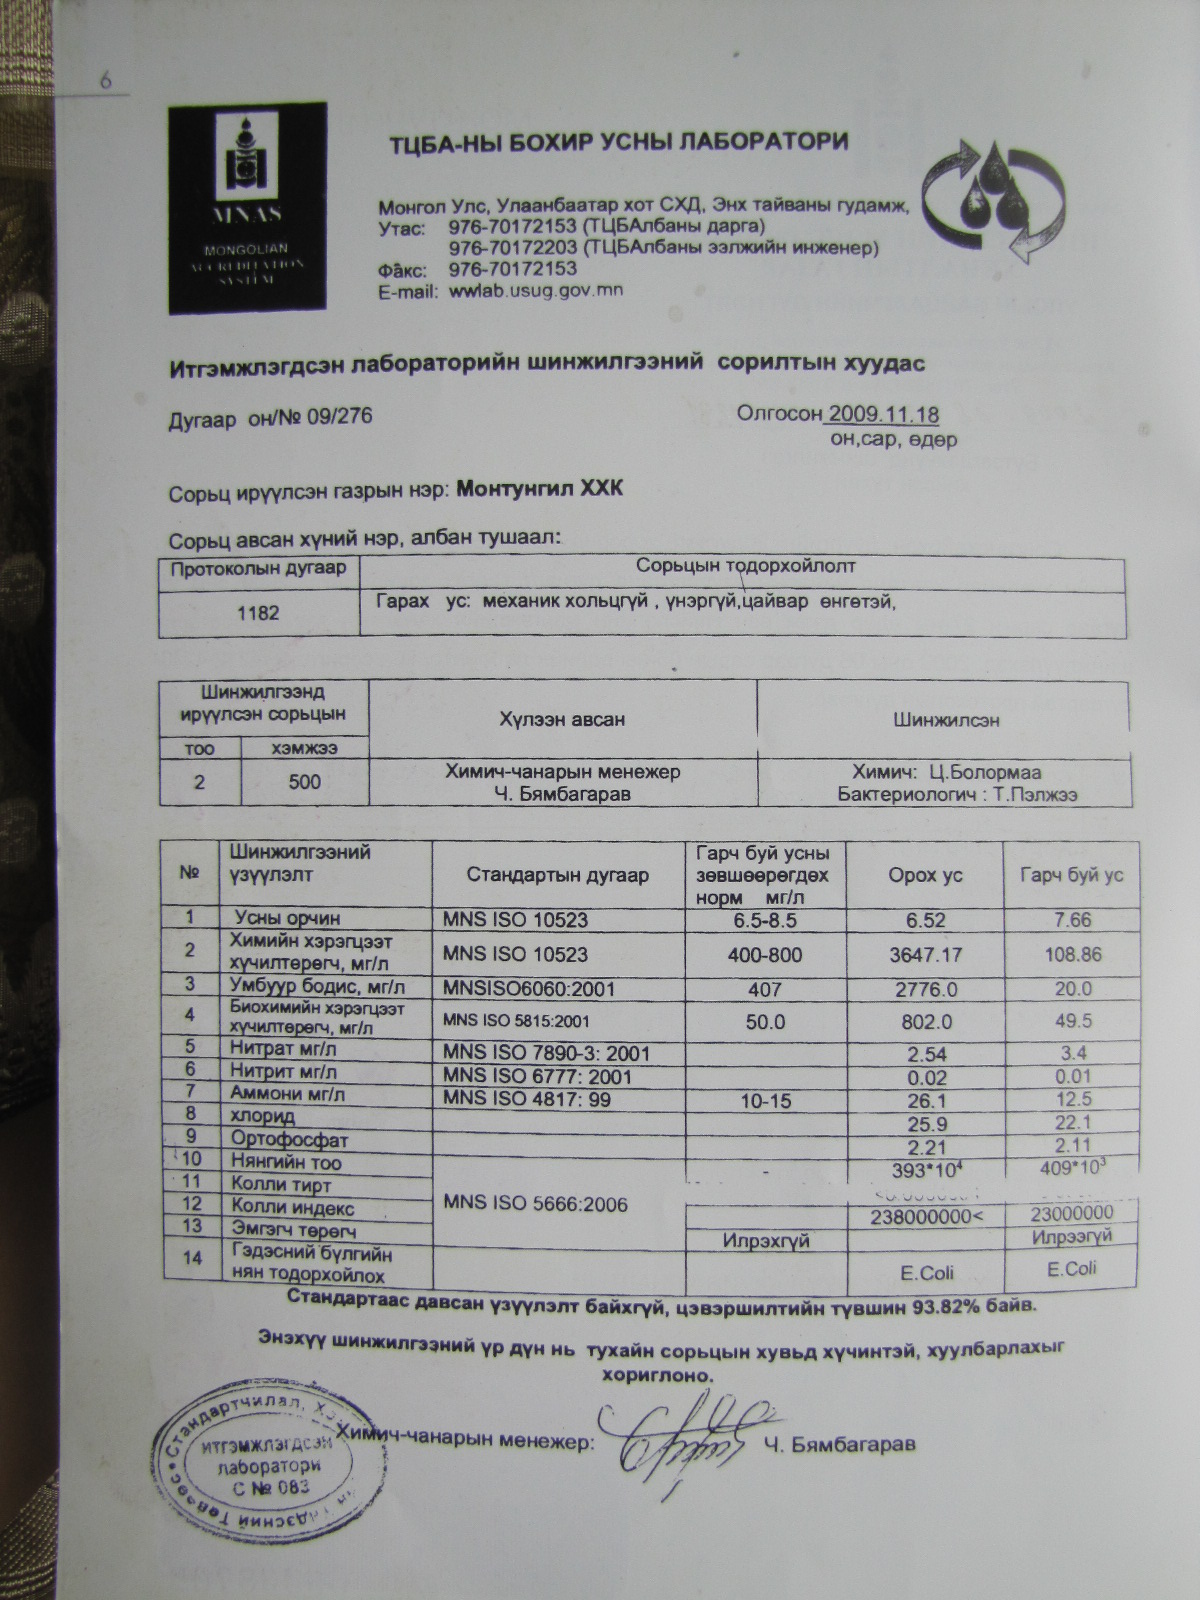 6
MNAS
MONGOLIAN
ACCREDITATION
SYSTEM
ТЦБА-НЫ БОХИР УСНЫ ЛАБОРАТОРИ
Монгол Улс, Улаанбаатар хот СХД, Энх тайваны гудамж,
Утас: 976-70172153 (ТЦБАлбаны дарга)
976-70172203 (ТЦБАлбаны ээлжийн инженер)
Факс: 976-70172153
E-mail: wwlab.usug.gov.mn
Итгэмжлэгдсэн лабораторийн шинжилгээний сорилтын хуудас
Дугаар он/№ 09/276 Олгосон 2009.11.18
он,сар, өдөр
Сорьц ирүүлсэн газрын нэр: Монтунгил ХХК
Сорьц авсан хүний нэр, албан тушаал:
Протоколын дугаар Сорьцын тодорхойлолт
1182 Гарах ус: механик хольцгүй , үнэргүй,цайвар өнгөтэй,
Шинжилгээнд
ирүүлсэн сорьцын Хүлээн авсан Шинжилсэн
тоо хэмжээ
2 500 Химич-чанарын менежер Химич: Ц.Болормаа
Ч. Бямбагарав Бактериологич : Т.Пэлжээ
№ Шинжилгээний үзүүлэлт Стандартын дугаар Гарч буй усны зөвшөөрөгдөх норм мг/л Орох ус Гарч буй ус
1 Усны орчин MNS ISO 10523 6.5-8.5 6.52 7.66
2 Химийн хэрэгцээт хүчилтөрөгч, мг/л MNS ISO 10523 400-800 3647.17 108.86
3 Умбуур бодис, мг/л MNSISO6060:2001 407 2776.0 20.0
4 Биохимийн хэрэгцээт хүчилтөрөгч, мг/л MNS ISO 5815:2001 50.0 802.0 49.5
5 Нитрат мг/л MNS ISO 7890-3: 2001 2.54 3.4
6 Нитрит мг/л MNS ISO 6777: 2001 0.02 0.01
7 Аммони мг/л MNS ISO 4817: 99 10-15 26.1 12.5
8 хлорид 25.9 22.1
9 Ортофосфат 2.21 2.11
10 Нянгийн тоо - 393*10⁴ 409*10³
11 Колли тирт
MNS ISO 5666:2006
12 Колли индекс 238000000< 23000000
13 Эмгэгч төрөгч Илрэхгүй Илрээгүй
14 Гэдэсний бүлгийн нян тодорхойлох E.Coli E.Coli
Стандартаас давсан үзүүлэлт байхгүй, цэвэршилтийн түвшин 93.82% байв.
Энэхүү шинжилгээний үр дүн нь тухайн сорьцын хувьд хүчинтэй, хуулбарлахыг
хориглоно.
Химич-чанарын менежер: Ч. Бямбагарав
Стандартчилал,
ИТГЭМЖЛЭГДСЭН
лаборатори
С № 083